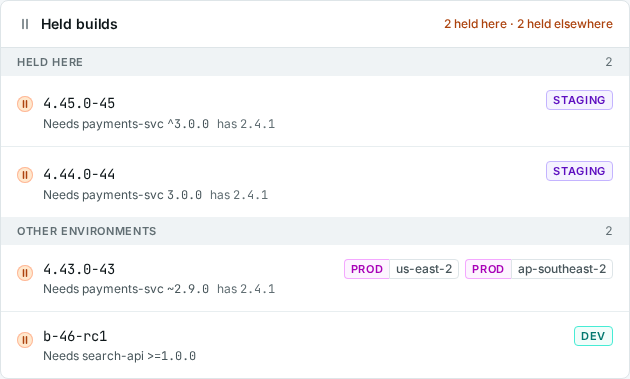 Held builds 2 held here · 2 held elsewhere
HELD HERE 2
4.45.0-45 STAGING
Needs payments-svc ^3.0.0 has 2.4.1
4.44.0-44 STAGING
Needs payments-svc 3.0.0 has 2.4.1
OTHER ENVIRONMENTS 2
4.43.0-43 PROD us-east-2 PROD ap-southeast-2
Needs payments-svc ~2.9.0 has 2.4.1
b-46-rc1 DEV
Needs search-api >=1.0.0